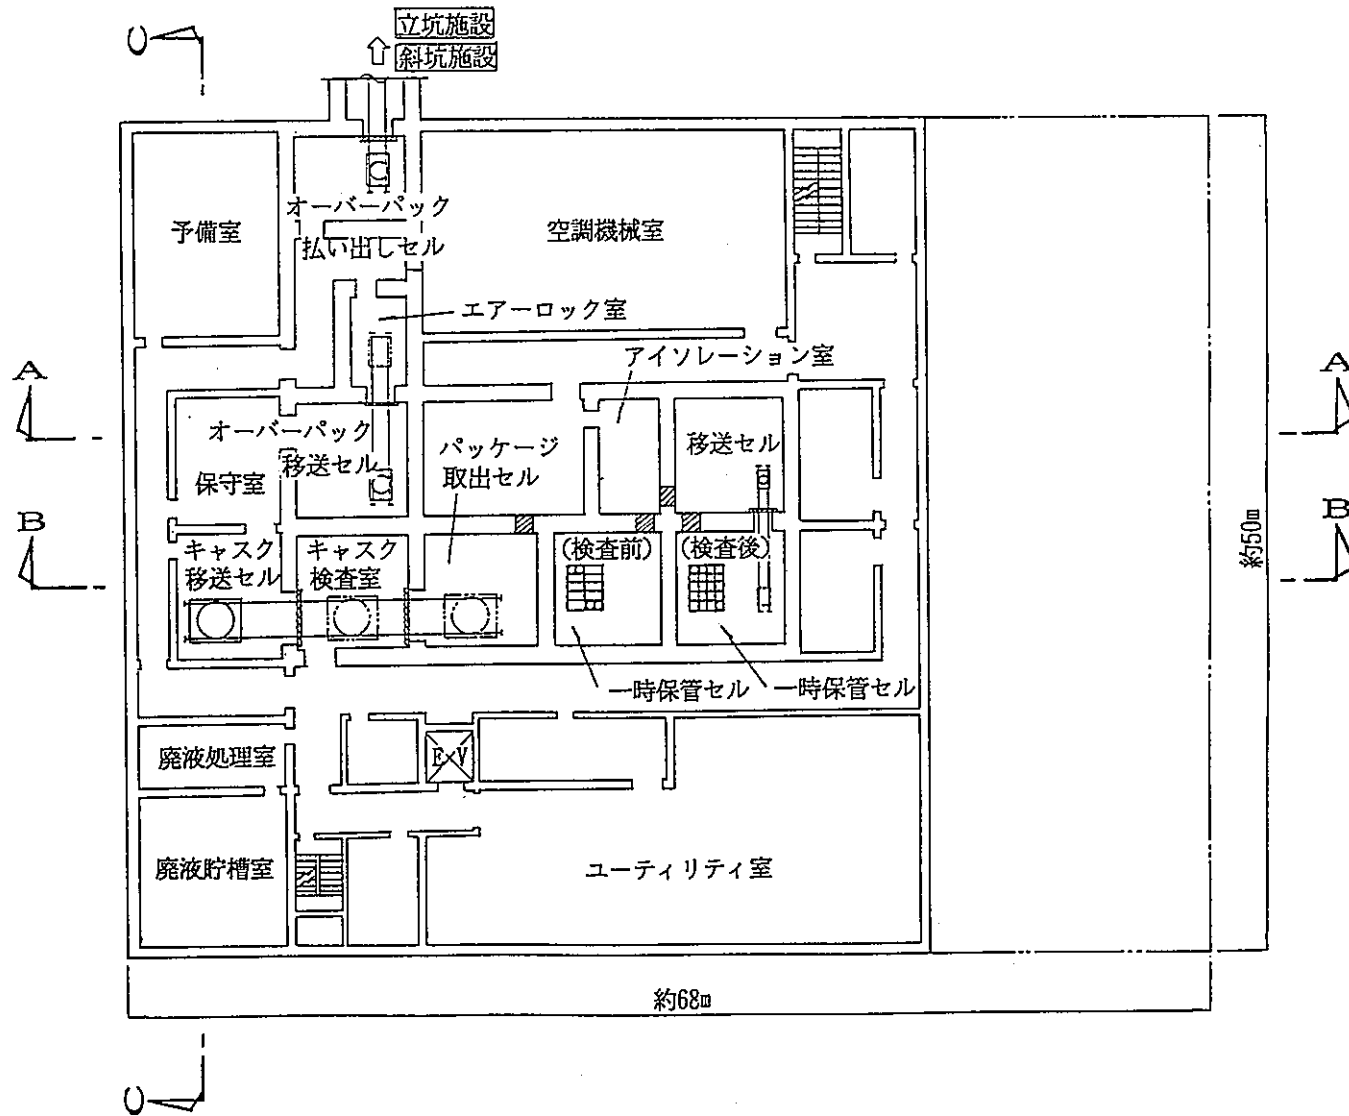 立坑施設
斜坑施設
C
予備室
オーバーパック
払い出しセル
空調機械室
エアーロック室
アイソレーション室
A
A
オーバーパック
移送セル
保守室
パッケージ
取出セル
移送セル
B
B
キャスク
移送セル
キャスク
検査室
(検査前)
(検査後)
約50m
一時保管セル
一時保管セル
廃液処理室
EV
廃液貯槽室
ユーティリティ室
約68m
C